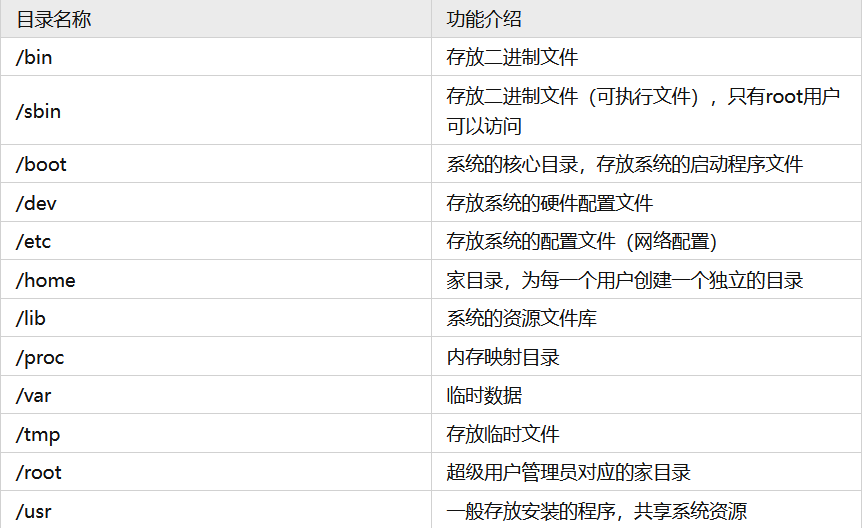 目录名称 功能介绍
/bin 存放二进制文件
/sbin 存放二进制文件（可执行文件），只有root用户
可以访问
/boot 系统的核心目录，存放系统的启动程序文件
/dev 存放系统的硬件配置文件
/etc 存放系统的配置文件（网络配置）
/home 家目录，为每一个用户创建一个独立的目录
/lib 系统的资源文件库
/proc 内存映射目录
/var 临时数据
/tmp 存放临时文件
/root 超级用户管理员对应的家目录
/usr 一般存放安装的程序，共享系统资源